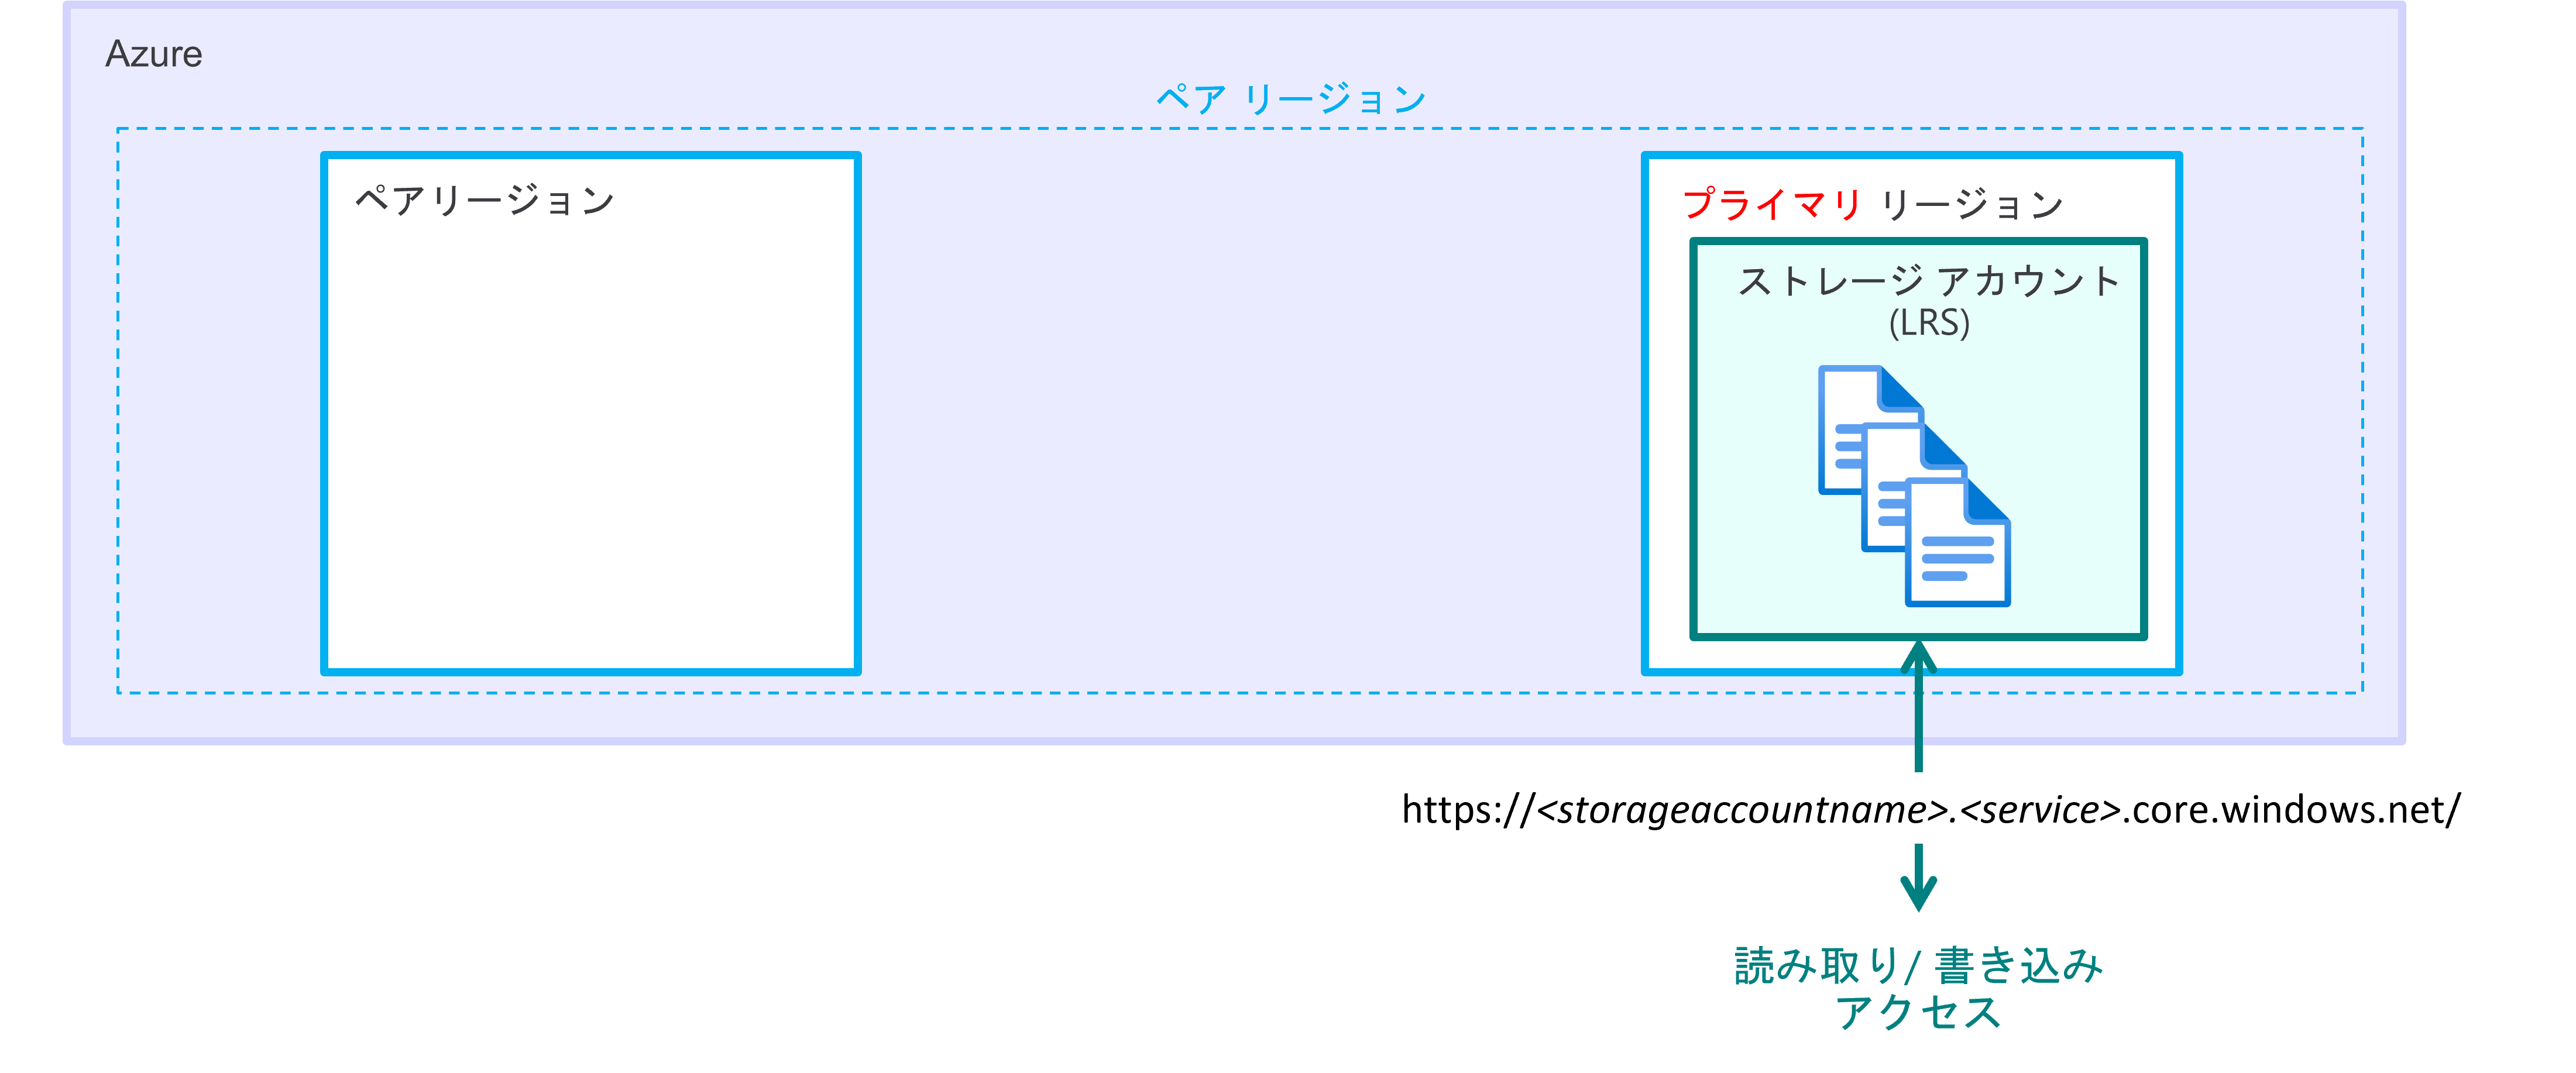 Azure
ペア リージョン
ペアリージョン
プライマリ リージョン
ストレージ アカウント
(LRS)
https://<storageaccountname>.<service>.core.windows.net/
読み取り/ 書き込み
アクセス